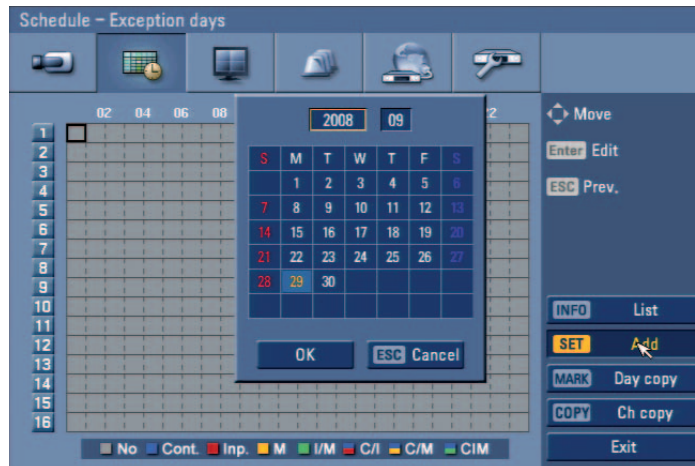 Schedule – Exception days
02 04 06 08 22
1
2
3
4
5
6
7
8
9
10
11
12
13
14
15
16
2008 09
S M T W T F S
1 2 3 4 5 6
7 8 9 10 11 12 13
14 15 16 17 18 19 20
21 22 23 24 25 26 27
28 29 30
OK ESC Cancel
Move
Enter Edit
ESC Prev.
INFO List
SET Add
MARK Day copy
COPY Ch copy
Exit
No Cont. Inp. M I/M C/I C/M CIM